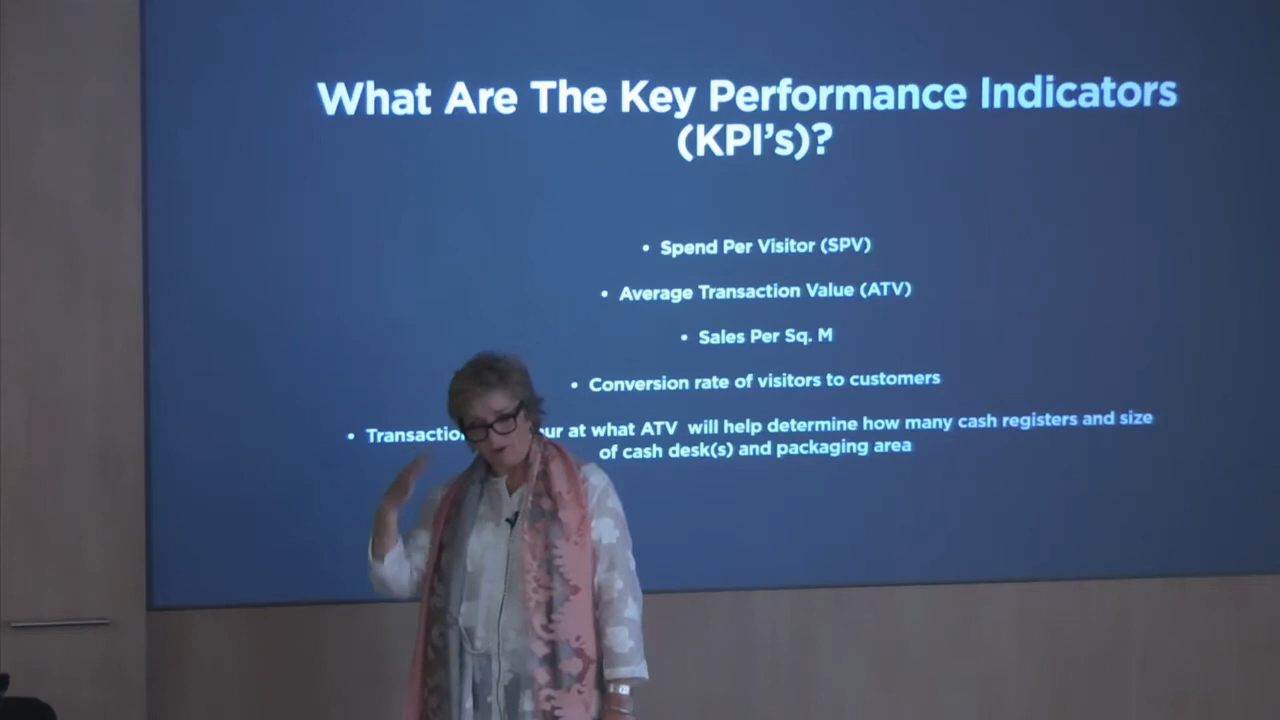 What Are The Key Performance Indicators
(KPI's)?
• Spend Per Visitor (SPV)
• Average Transaction Value (ATV)
• Sales Per Sq. M
• Conversion rate of visitors to customers
• at what ATV will help determine how many cash registers and size
of cash desk(s) and packaging area